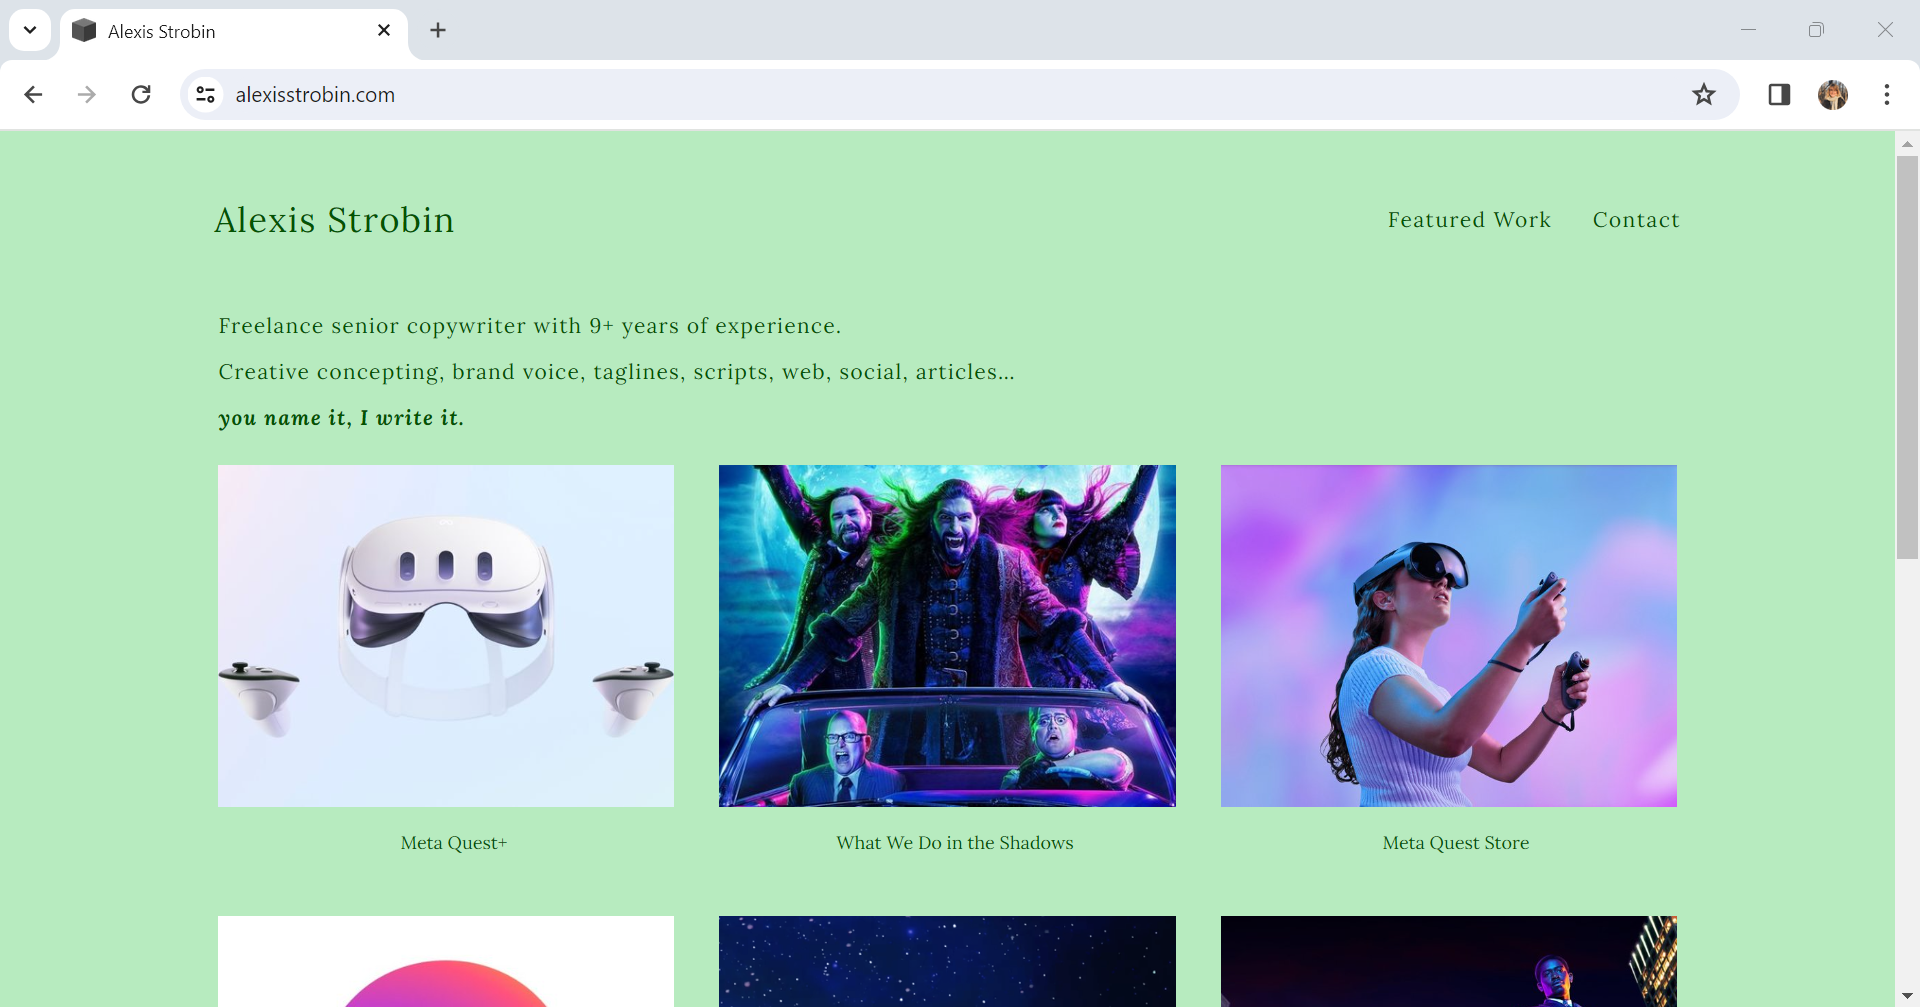 Alexis Strobin
alexisstrobin.com
Alexis Strobin
Featured Work Contact
Freelance senior copywriter with 9+ years of experience.
Creative concepting, brand voice, taglines, scripts, web, social, articles...
you name it, I write it.
Meta Quest+
What We Do in the Shadows
Meta Quest Store